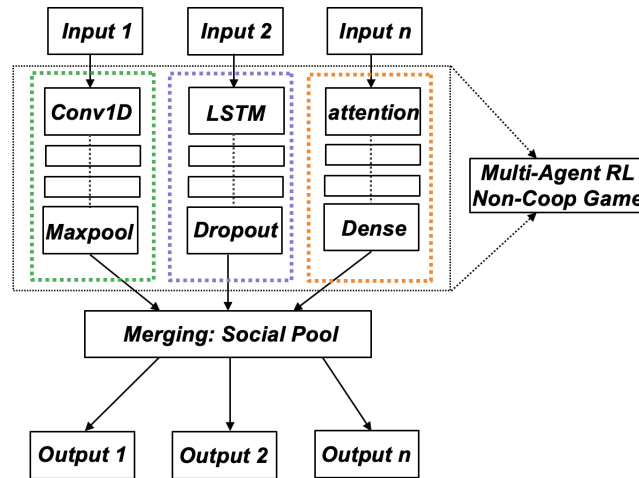 Input 1
Input 2
Input n
Conv1D
LSTM
attention
Multi-Agent RL
Non-Coop Game
Maxpool
Dropout
Dense
Merging: Social Pool
Output 1
Output 2
Output n